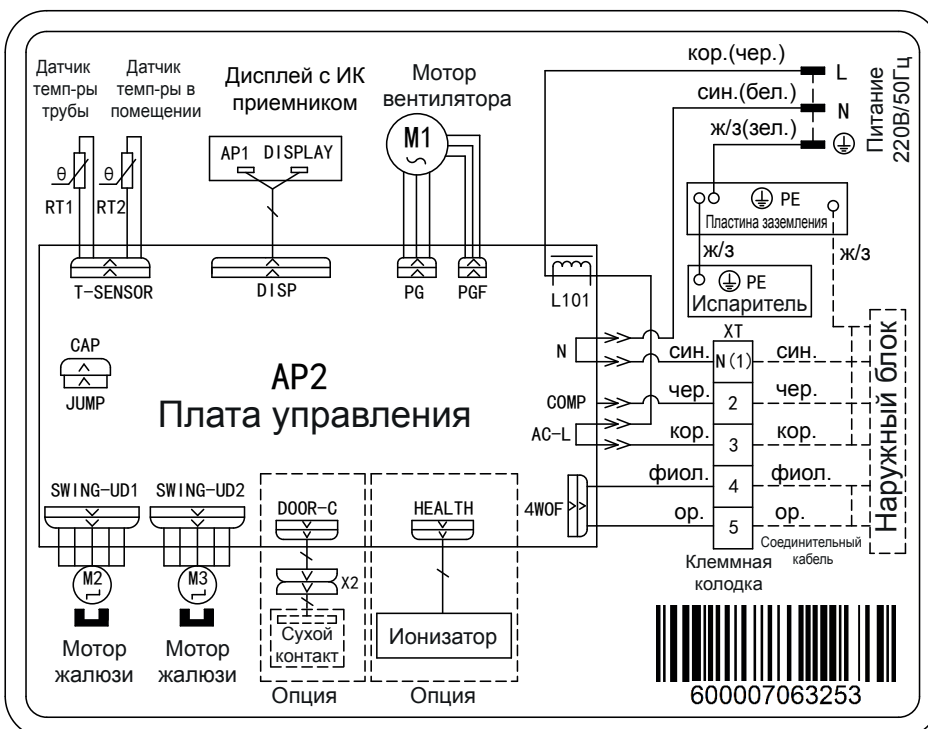 Датчик
темп-ры
трубы
Датчик
темп-ры в
помещении
Дисплей с ИК
приемником
Мотор
вентилятора
кор.(чер.)
L
син.(бел.)
N
ж/з(зел.)
Питание
220В/50Гц
AP1 DISPLAY
M1
θ
θ
RT1
RT2
PE
Пластина заземления
ж/з
ж/з
PE
Испаритель
T-SENSOR
DISP
PG
PGF
L101
XT
CAP
JUMP
AP2
Плата управления
N
син.
N(1)
син.
COMP
чер.
2
чер.
AC-L
кор.
3
кор.
фиол.
4
фиол.
4WOF
ор.
5
ор.
Наружный блок
Соединительный
кабель
Клеммная
колодка
SWING-UD1
SWING-UD2
DOOR-C
HEALTH
M2
M3
X2
Сухой
контакт
Ионизатор
Мотор
жалюзи
Мотор
жалюзи
Опция
Опция
600007063253